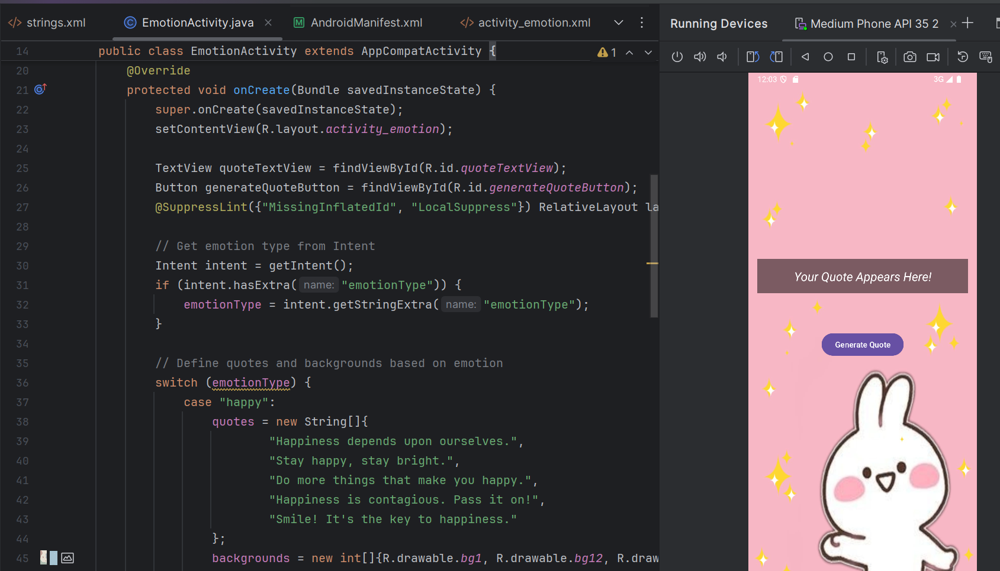 strings.xml
EmotionActivity.java
AndroidManifest.xml
activity_emotion.xml
14 public class EmotionActivity extends AppCompatActivity {
1
20 @Override
21 protected void onCreate(Bundle savedInstanceState) {
22 super.onCreate(savedInstanceState);
23 setContentView(R.layout.activity_emotion);
24
25 TextView quoteTextView = findViewById(R.id.quoteTextView);
26 Button generateQuoteButton = findViewById(R.id.generateQuoteButton);
27 @SuppressLint({"MissingInflatedId", "LocalSuppress"}) RelativeLayout la
28
29 // Get emotion type from Intent
30 Intent intent = getIntent();
31 if (intent.hasExtra( name: "emotionType")) {
32 emotionType = intent.getStringExtra( name: "emotionType");
33 }
34
35 // Define quotes and backgrounds based on emotion
36 switch (emotionType) {
37 case "happy":
38 quotes = new String[]{
39 "Happiness depends upon ourselves.",
40 "Stay happy, stay bright.",
41 "Do more things that make you happy.",
42 "Happiness is contagious. Pass it on!",
43 "Smile! It's the key to happiness."
44 };
45 backgrounds = new int[]{R.drawable.bg1, R.drawable.bg12, R.draw
Running Devices
Medium Phone API 35 2
12:03
3G
Your Quote Appears Here!
Generate Quote